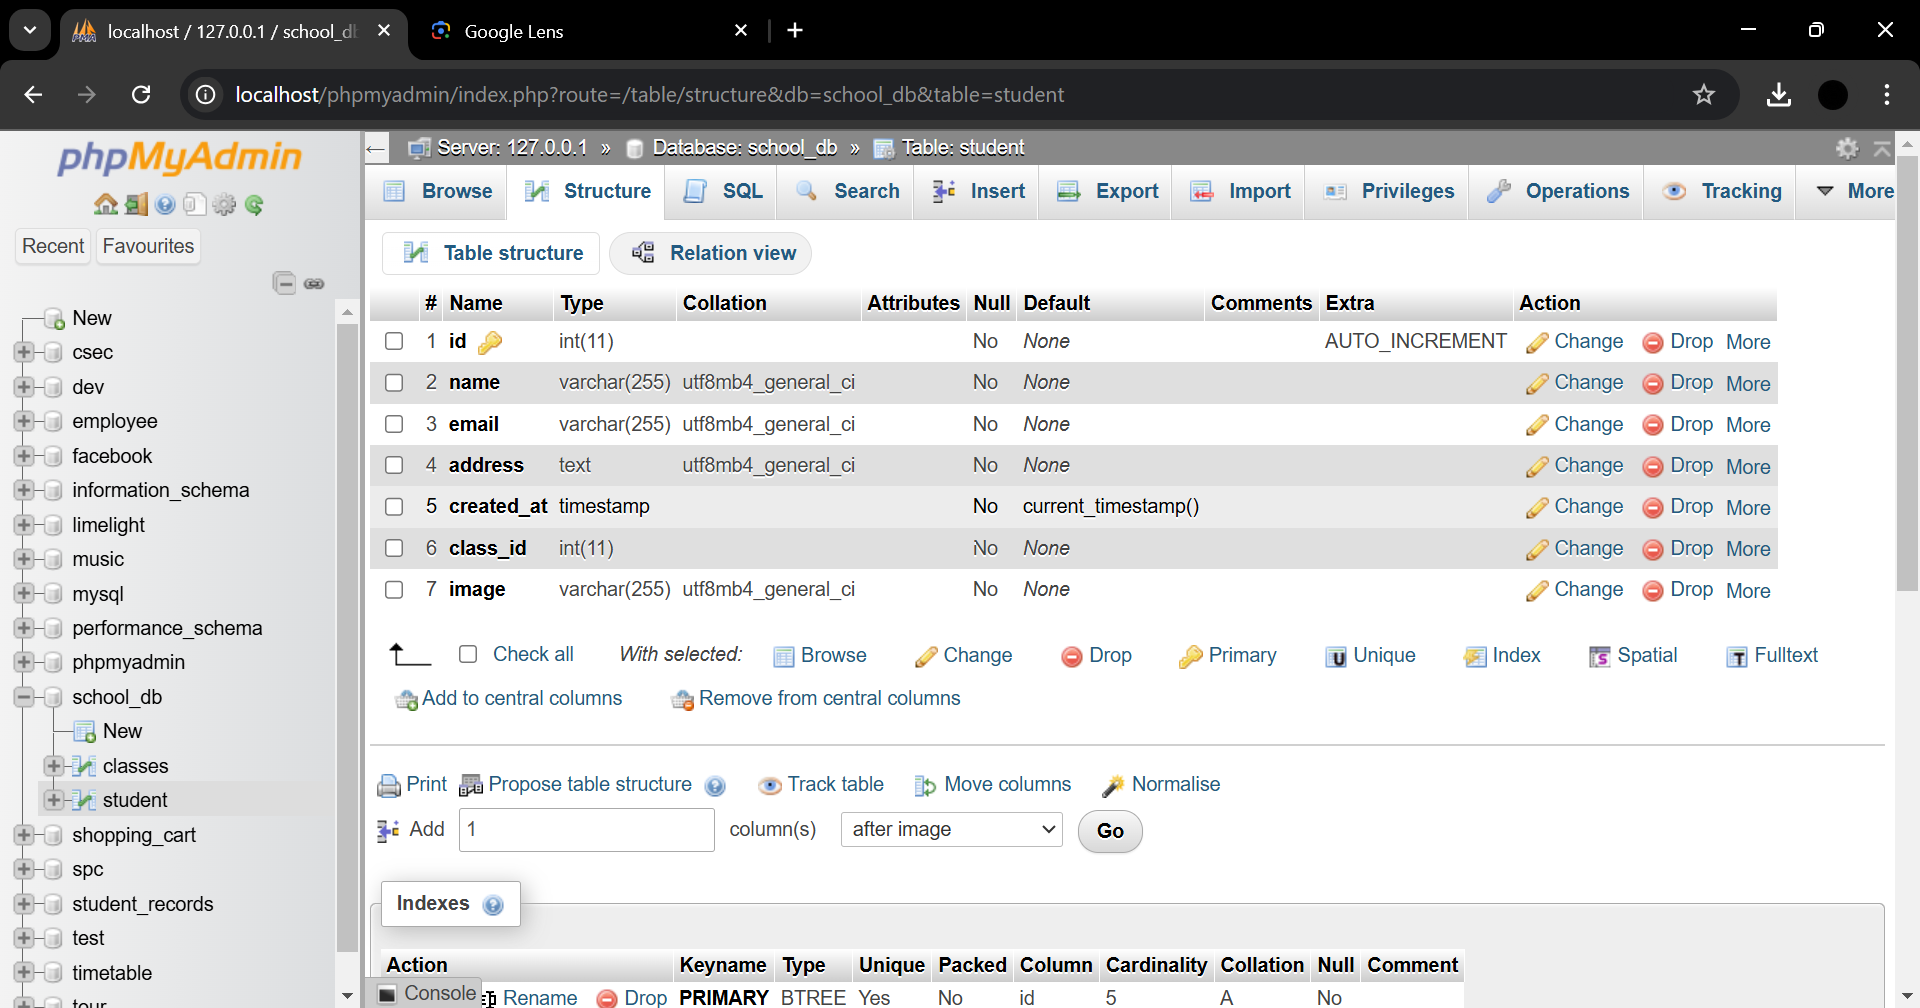 localhost / 127.0.0.1 / school_d
Google Lens
localhost/phpmyadmin/index.php?route=/table/structure&db=school_db&table=student
phpMyAdmin
Recent
Favourites
New
csec
dev
employee
facebook
information_schema
limelight
music
mysql
performance_schema
phpmyadmin
school_db
New
classes
student
shopping_cart
spc
student_records
test
timetable
tour
Server: 127.0.0.1 » Database: school_db » Table: student
Browse Structure SQL Search Insert Export Import Privileges Operations Tracking More
Table structure Relation view
# Name Type Collation Attributes Null Default Comments Extra Action
1 id int(11) No None AUTO_INCREMENT Change Drop More
2 name varchar(255) utf8mb4_general_ci No None Change Drop More
3 email varchar(255) utf8mb4_general_ci No None Change Drop More
4 address text utf8mb4_general_ci No None Change Drop More
5 created_at timestamp No current_timestamp() Change Drop More
6 class_id int(11) No None Change Drop More
7 image varchar(255) utf8mb4_general_ci No None Change Drop More
Check all With selected: Browse Change Drop Primary Unique Index Spatial Fulltext
Add to central columns Remove from central columns
Print Propose table structure Track table Move columns Normalise
Add 1 column(s) after image Go
Indexes
Action Keyname Type Unique Packed Column Cardinality Collation Null Comment
Console Rename Drop PRIMARY BTREE Yes No id 5 A No